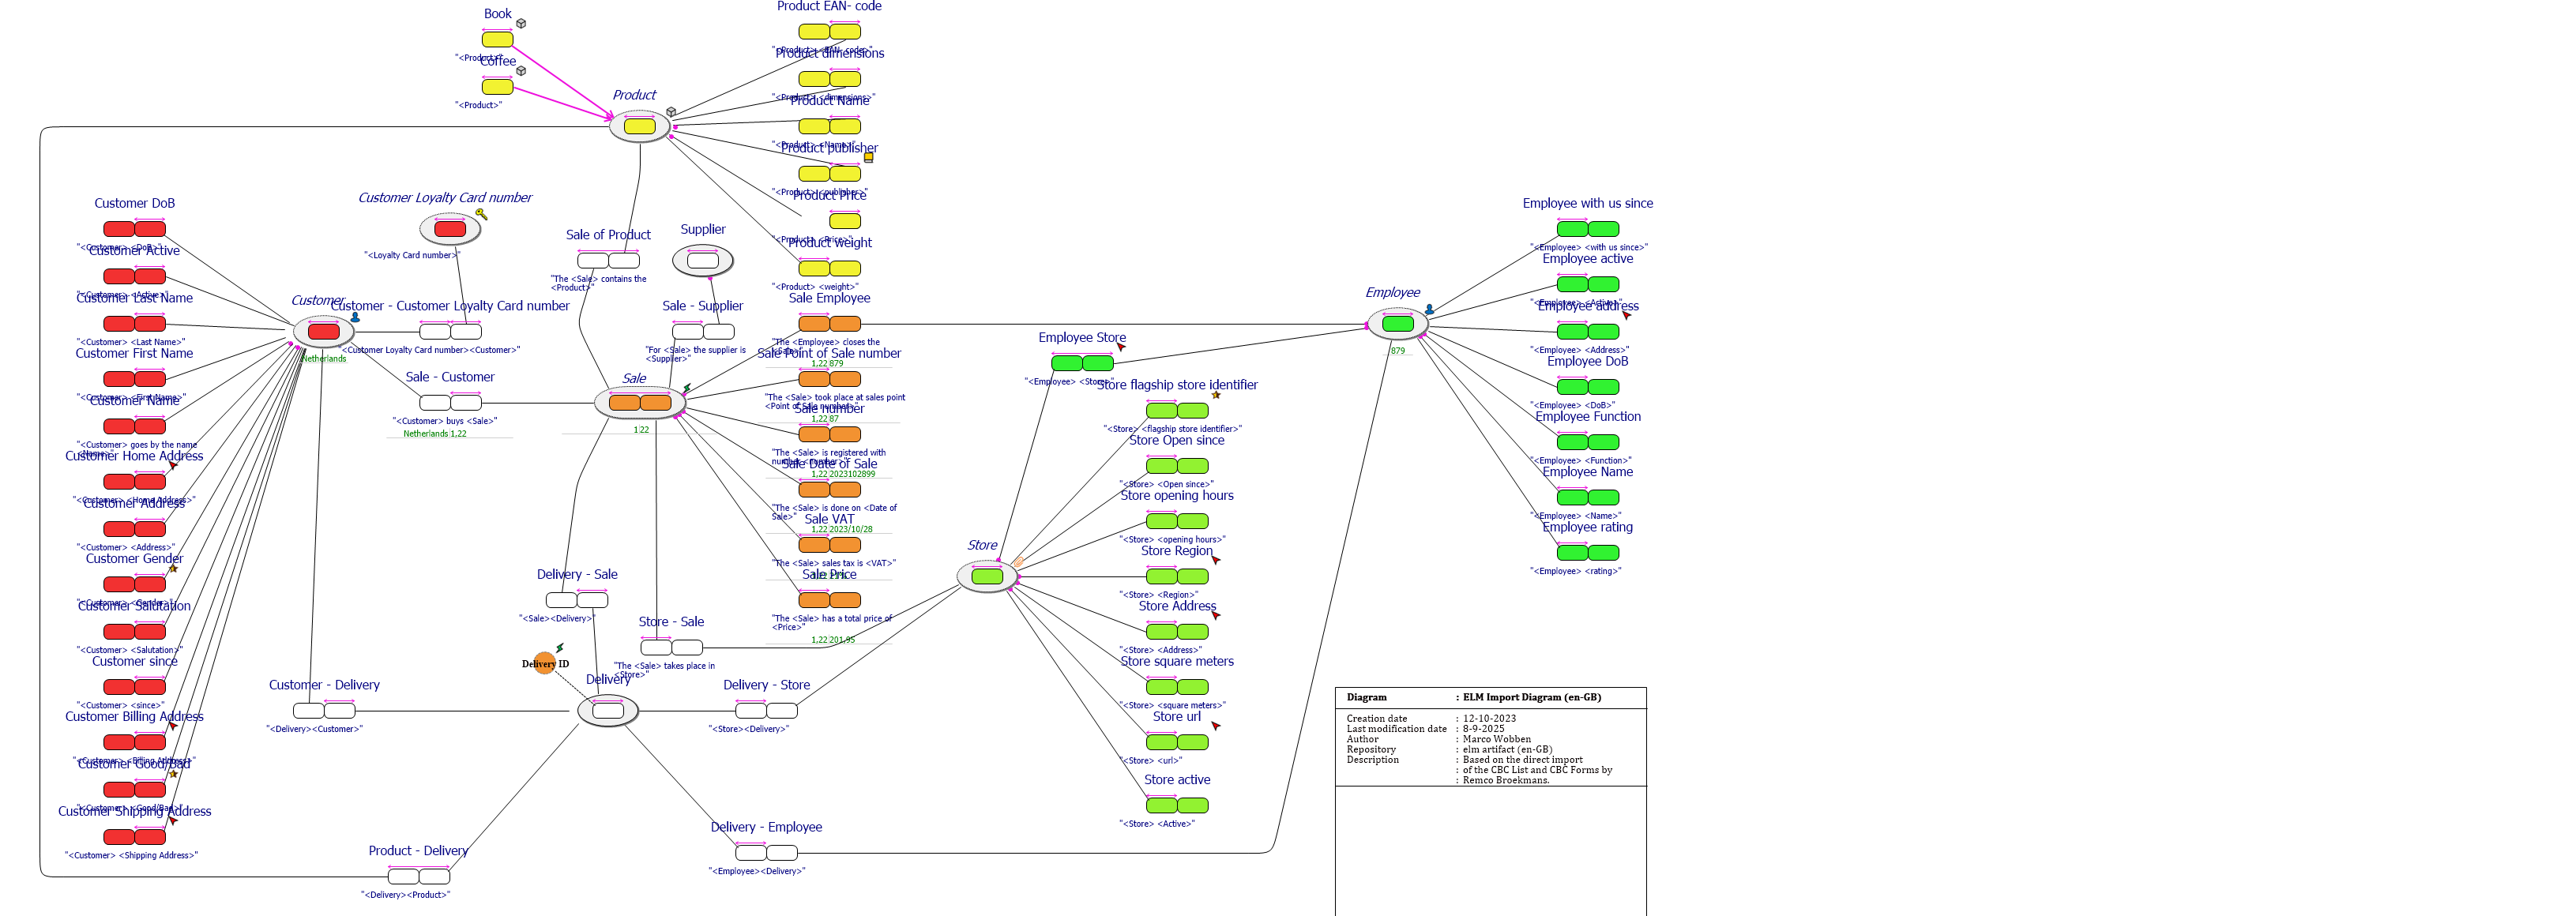 Book
"<Product>"
Coffee
"<Product>"
Product
Product EAN- code
"<Product> <EAN- code>"
Product dimensions
"<Product> <dimensions>"
Product Name
"<Product> <Name>"
Product publisher
"<Product> <publisher>"
Product Price
"<Product> <Price>"
Product weight
"<Product> <weight>"
Customer DoB
"<Customer> <DoB>"
Customer Active
"<Customer> <Active>"
Customer Last Name
"<Customer> <Last Name>"
Customer First Name
"<Customer> <First Name>"
Customer Name
"<Customer> goes by the name
<Name>"
Customer Home Address
"<Customer> <Home Address>"
Customer Address
"<Customer> <Address>"
Customer Gender
"<Customer> <Gender>"
Customer Salutation
"<Customer> <Salutation>"
Customer since
"<Customer> <since>"
Customer Billing Address
"<Customer> <Billing Address>"
Customer Good/Bad
"<Customer> <Good/Bad>"
Customer Shipping Address
"<Customer> <Shipping Address>"
Customer
Netherlands
Customer Loyalty Card number
"<Loyalty Card number>"
Customer - Customer Loyalty Card number
"<Customer Loyalty Card number><Customer>"
Sale - Customer
"<Customer> buys <Sale>"
Netherlands 1,22
Sale of Product
"The <Sale> contains the
<Product>"
Supplier
Sale - Supplier
"For <Sale> the supplier is
<Supplier>"
Sale
1 22
Sale Employee
"The <Employee> closes the
<Sale>"
1,22 879
Sale Point of Sale number
"The <Sale> took place at sales point
<Point of Sale number>"
1,22 87
Sale number
"The <Sale> is registered with
number <number>"
1,22 2023102899
Sale Date of Sale
"The <Sale> is done on <Date of
Sale>"
1,22 2023/10/28
Sale VAT
"The <Sale> sales tax is <VAT>"
Sale Price
"The <Sale> has a total price of
<Price>"
1,22 201,95
Employee
879
Employee with us since
"<Employee> <with us since>"
Employee active
"<Employee> <Active>"
Employee address
"<Employee> <Address>"
Employee DoB
"<Employee> <DoB>"
Employee Function
"<Employee> <Function>"
Employee Name
"<Employee> <Name>"
Employee rating
"<Employee> <rating>"
Employee Store
"<Employee> <Store>"
Store
Store flagship store identifier
"<Store> <flagship store identifier>"
Store Open since
"<Store> <Open since>"
Store opening hours
"<Store> <opening hours>"
Store Region
"<Store> <Region>"
Store Address
"<Store> <Address>"
Store square meters
"<Store> <square meters>"
Store url
"<Store> <url>"
Store active
"<Store> <Active>"
Delivery - Sale
"<Sale><Delivery>"
Store - Sale
"The <Sale> takes place in
<Store>"
Delivery ID
Delivery
Customer - Delivery
"<Delivery><Customer>"
Delivery - Store
"<Store><Delivery>"
Delivery - Employee
"<Employee><Delivery>"
Product - Delivery
"<Delivery><Product>"
Diagram : ELM Import Diagram (en-GB)
Creation date : 12-10-2023
Last modification date : 8-9-2025
Author : Marco Wobben
Repository : elm artifact (en-GB)
Description : Based on the direct import
: of the CBC List and CBC Forms by
: Remco Broekmans.